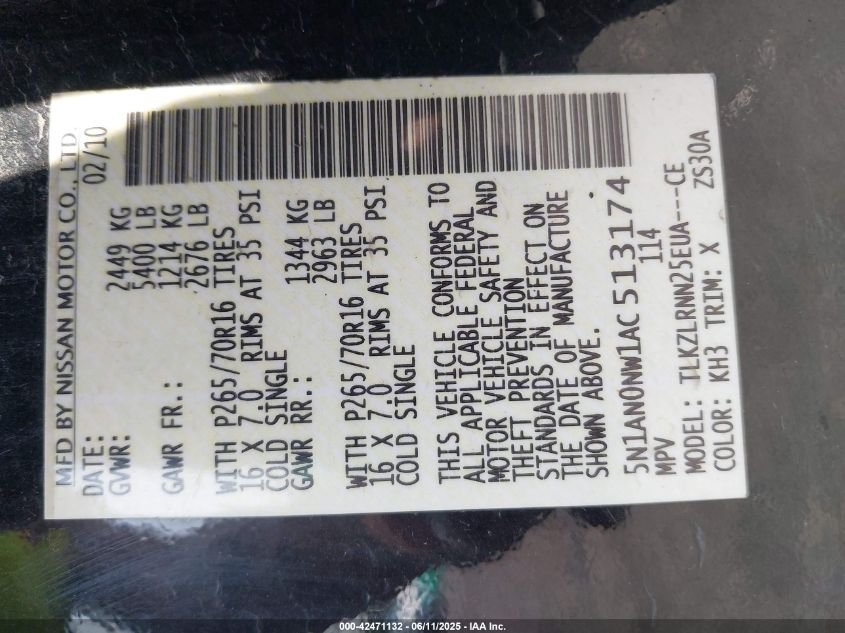 MFD BY NISSAN MOTOR CO., LTD.
DATE: 02/10
GVWR: 2449 KG
5400 LB
GAWR FR.: 1214 KG
2676 LB
WITH P265/70R16 TIRES
16 X 7.0 RIMS AT 35 PSI
COLD SINGLE
GAWR RR.: 1344 KG
2963 LB
WITH P265/70R16 TIRES
16 X 7.0 RIMS AT 35 PSI
COLD SINGLE
THIS VEHICLE CONFORMS TO
ALL APPLICABLE FEDERAL
MOTOR VEHICLE SAFETY AND
THEFT PREVENTION
STANDARDS IN EFFECT ON
THE DATE OF MANUFACTURE
SHOWN ABOVE.
5N1AN0NW1AC513174
MPV 114
MODEL: TLKZLRNN25EUA---CE
COLOR: KH3 TRIM: X ZS30A
000-42471132 - 06/11/2025 - IAA Inc.